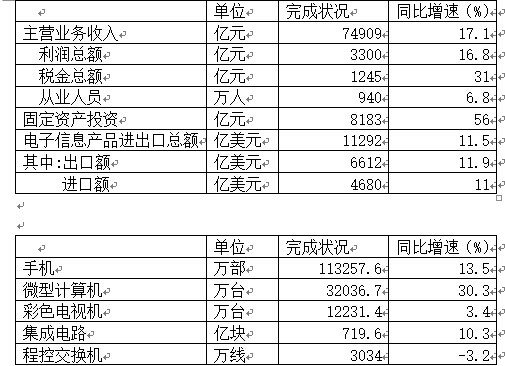 单位 完成状况 同比增速（%）
主营业务收入 亿元 74909 17.1
利润总额 亿元 3300 16.8
税金总额 亿元 1245 31
从业人员 万人 940 6.8
固定资产投资 亿元 8183 56
电子信息产品进出口总额 亿美元 11292 11.5
其中:出口额 亿美元 6612 11.9
进口额 亿美元 4680 11
单位 完成状况 同比增速（%）
手机 万部 113257.6 13.5
微型计算机 万台 32036.7 30.3
彩色电视机 万台 12231.4 3.4
集成电路 亿块 719.6 10.3
程控交换机 万线 3034 -3.2